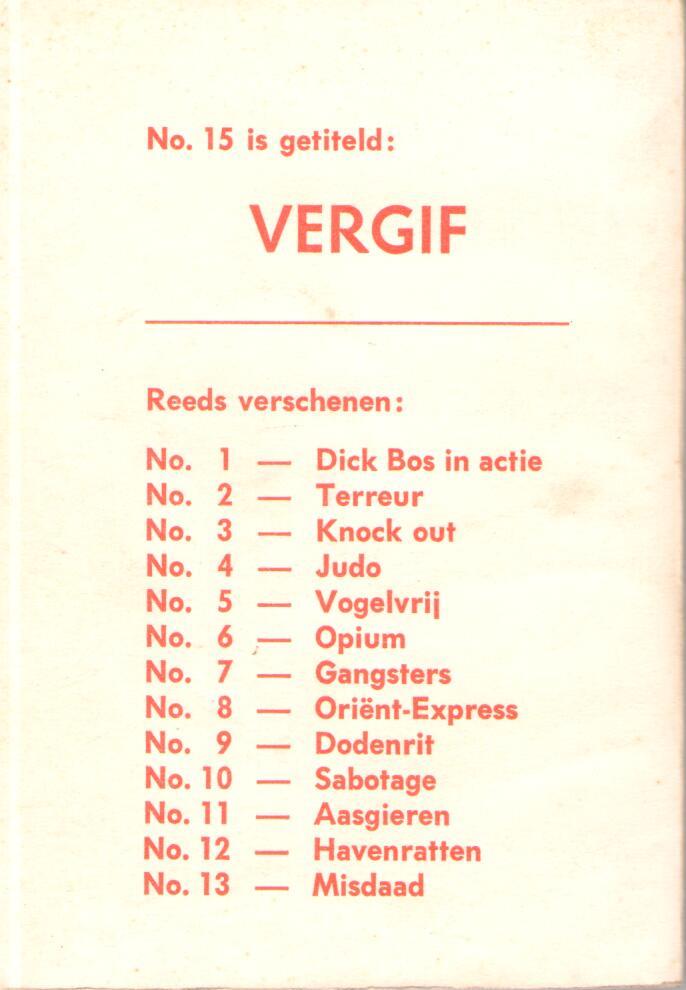 No. 15 is getiteld:
VERGIF
Reeds verschenen:
No. 1 — Dick Bos in actie
No. 2 — Terreur
No. 3 — Knock out
No. 4 — Judo
No. 5 — Vogelvrij
No. 6 — Opium
No. 7 — Gangsters
No. 8 — Oriënt-Express
No. 9 — Dodenrit
No. 10 — Sabotage
No. 11 — Aasgieren
No. 12 — Havenratten
No. 13 — Misdaad